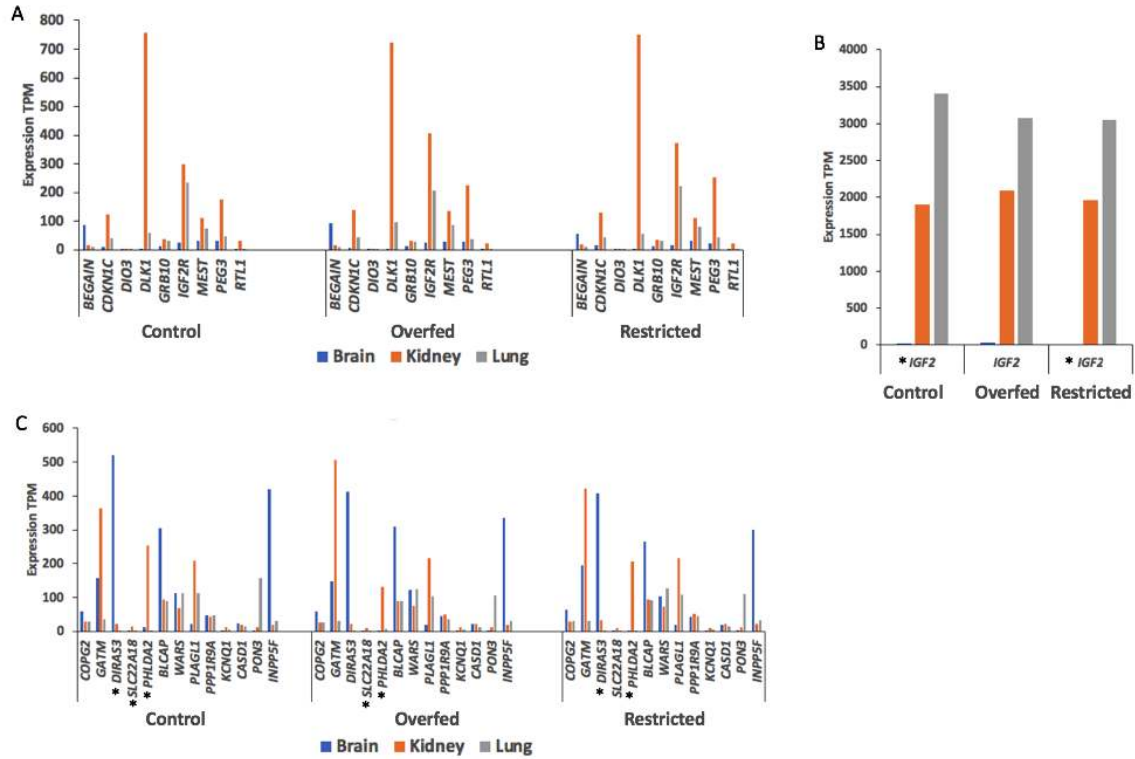 A
Expression TPM
800
700
600
500
400
300
200
100
0
BEGAIN CDKN1C DIO3 DLK1 GRB10 IGF2R MEST PEG3 RTL1
BEGAIN CDKN1C DIO3 DLK1 GRB10 IGF2R MEST PEG3 RTL1
BEGAIN CDKN1C DIO3 DLK1 GRB10 IGF2R MEST PEG3 RTL1
Control Overfed Restricted
Brain Kidney Lung
B
Expression TPM
4000
3500
3000
2500
2000
1500
1000
500
0
* IGF2 IGF2 * IGF2
Control Overfed Restricted
C
Expression TPM
600
500
400
300
200
100
0
COPG2 GATM * DIRAS3 * SLC22A18 * PHLDA2 BLCAP WARS PLAGL1 PPP1R9A KCNQ1 CASD1 PON3 INPP5F
COPG2 GATM DIRAS3 * SLC22A18 * PHLDA2 BLCAP WARS PLAGL1 PPP1R9A KCNQ1 CASD1 PON3 INPP5F
COPG2 GATM * DIRAS3 SLC22A18 * PHLDA2 BLCAP WARS PLAGL1 PPP1R9A KCNQ1 CASD1 PON3 INPP5F
Control Overfed Restricted
Brain Kidney Lung